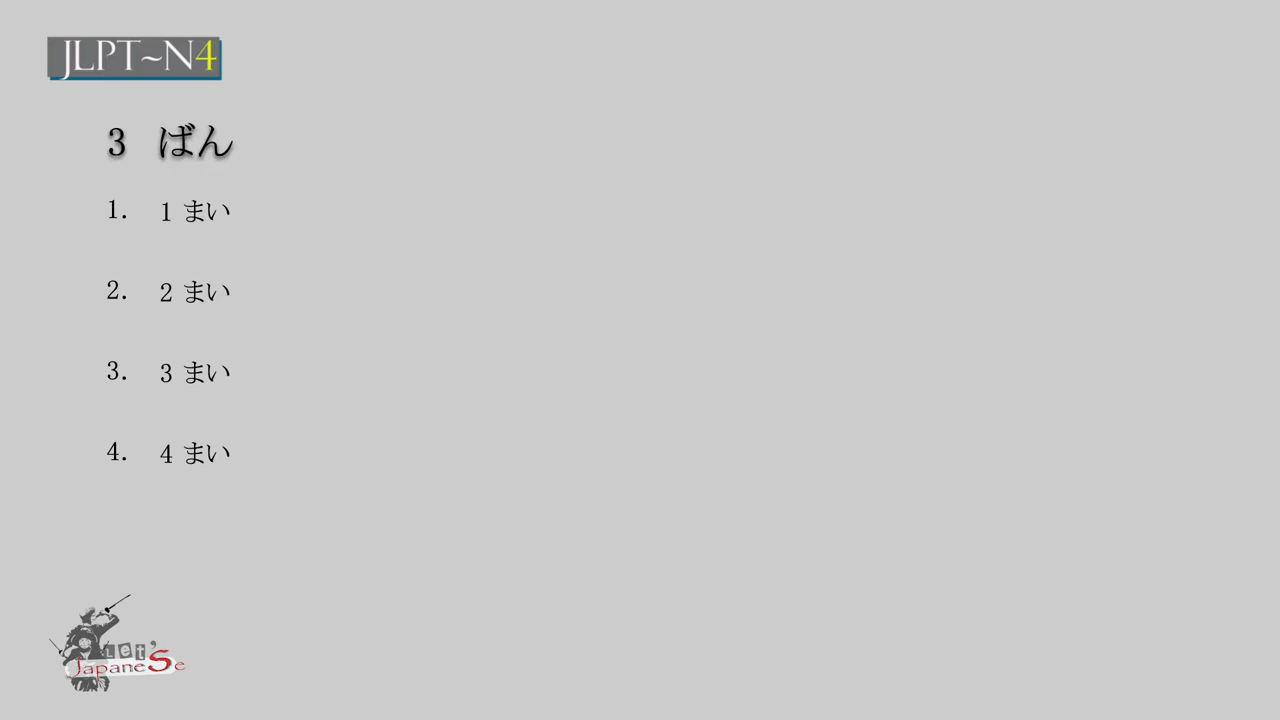 JLPT~N4
3 ばん
1. 1 まい
2. 2 まい
3. 3 まい
4. 4 まい
Let's
JapaneSe